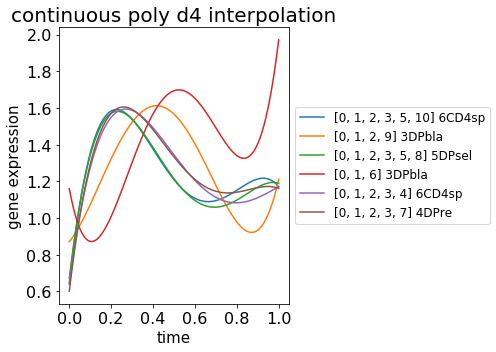 continuous poly d4 interpolation
gene expression
2.0
1.8
1.6
1.4
1.2
1.0
0.8
0.6
0.0 0.2 0.4 0.6 0.8 1.0
time
[0, 1, 2, 3, 5, 10] 6CD4sp
[0, 1, 2, 9] 3DPbla
[0, 1, 2, 3, 5, 8] 5DPsel
[0, 1, 6] 3DPbla
[0, 1, 2, 3, 4] 6CD4sp
[0, 1, 2, 3, 7] 4DPre